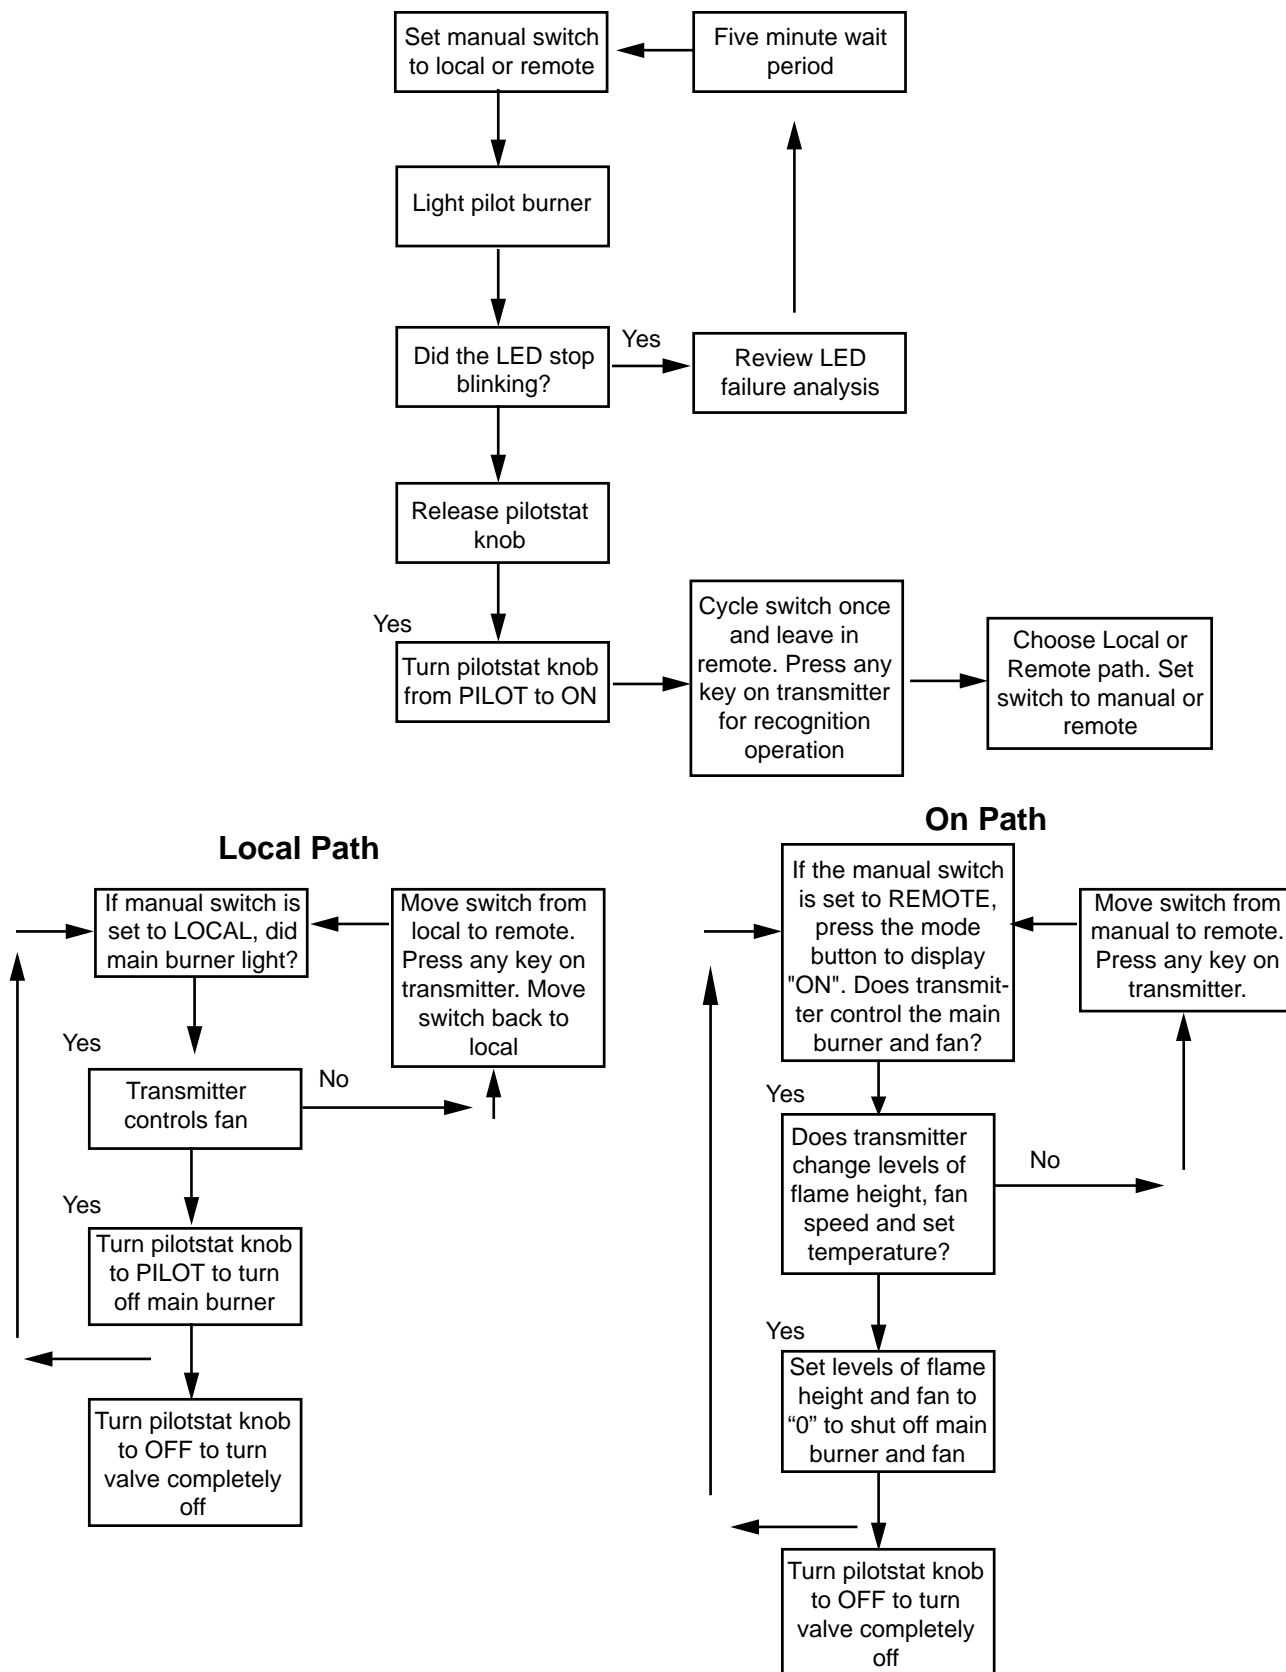 Set manual switch
to local or remote
Five minute wait
period
Light pilot burner
Did the LED stop
blinking?
Yes
Review LED
failure analysis
Release pilotstat
knob
Yes
Turn pilotstat knob
from PILOT to ON
Cycle switch once
and leave in
remote. Press any
key on transmitter
for recognition
operation
Choose Local or
Remote path. Set
switch to manual or
remote
Local Path
If manual switch is
set to LOCAL, did
main burner light?
Move switch from
local to remote.
Press any key on
transmitter. Move
switch back to
local
Yes
Transmitter
controls fan
No
Yes
Turn pilotstat knob
to PILOT to turn
off main burner
Turn pilotstat knob
to OFF to turn
valve completely
off
On Path
If the manual switch
is set to REMOTE,
press the mode
button to display
"ON". Does transmit-
ter control the main
burner and fan?
Move switch from
manual to remote.
Press any key on
transmitter.
Yes
Does transmitter
change levels of
flame height, fan
speed and set
temperature?
No
Yes
Set levels of flame
height and fan to
“0” to shut off main
burner and fan
Turn pilotstat knob
to OFF to turn
valve completely
off